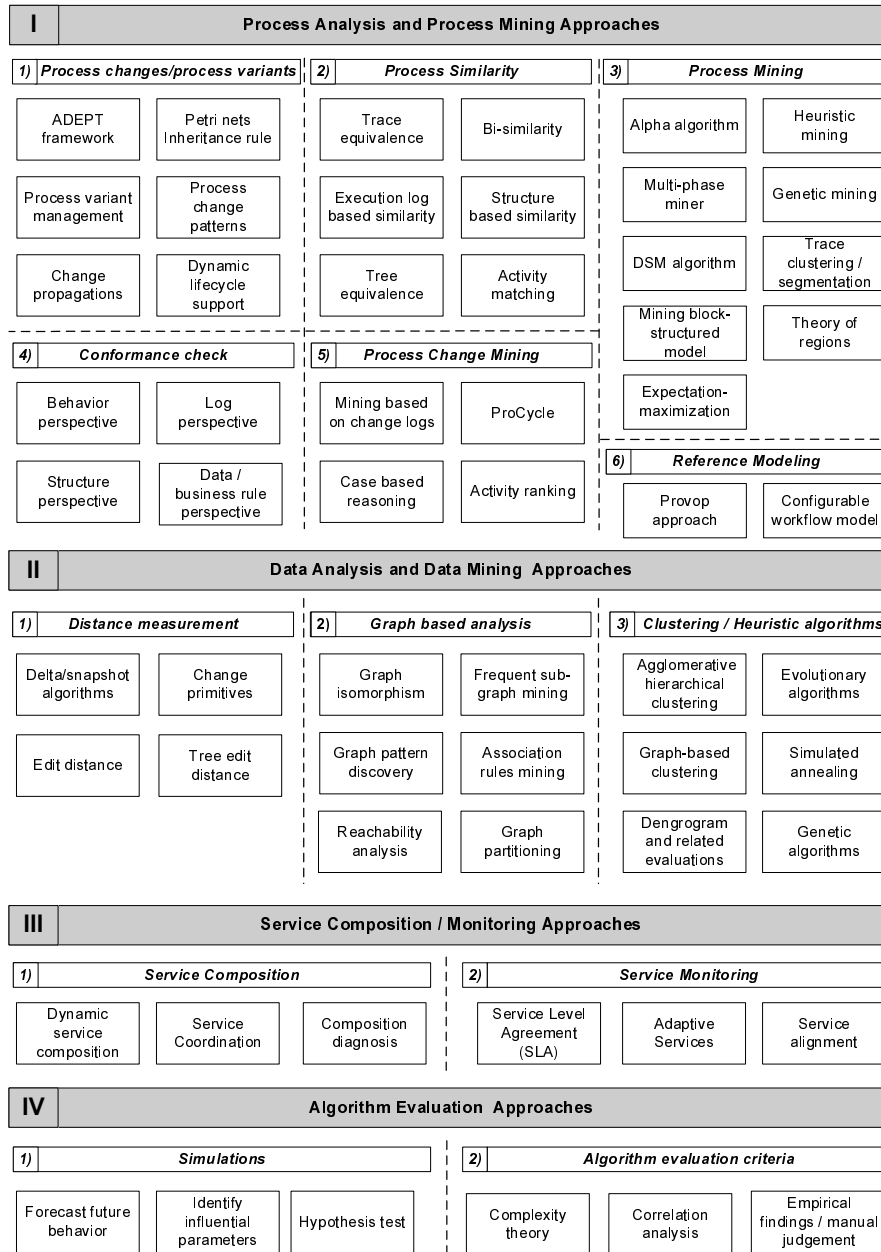 I
Process Analysis and Process Mining Approaches
1) Process changes/process variants
ADEPT
framework
Petri nets
Inheritance rule
Process variant
management
Process
change
patterns
Change
propagations
Dynamic
lifecycle
support
2) Process Similarity
Trace
equivalence
Bi-similarity
Execution log
based similarity
Structure
based similarity
Tree
equivalence
Activity
matching
3) Process Mining
Alpha algorithm
Heuristic
mining
Multi-phase
miner
Genetic mining
DSM algorithm
Trace
clustering /
segmentation
Mining block-
structured
model
Theory of
regions
Expectation-
maximization
4) Conformance check
Behavior
perspective
Log
perspective
Structure
perspective
Data /
business rule
perspective
5) Process Change Mining
Mining based
on change logs
ProCycle
Case based
reasoning
Activity ranking
6) Reference Modeling
Provop
approach
Configurable
workflow model
II
Data Analysis and Data Mining Approaches
1) Distance measurement
Delta/snapshot
algorithms
Change
primitives
Edit distance
Tree edit
distance
2) Graph based analysis
Graph
isomorphism
Frequent sub-
graph mining
Graph pattern
discovery
Association
rules mining
Reachability
analysis
Graph
partitioning
3) Clustering / Heuristic algorithms
Agglomerative
hierarchical
clustering
Evolutionary
algorithms
Graph-based
clustering
Simulated
annealing
Dengrogram
and related
evaluations
Genetic
algorithms
III
Service Composition / Monitoring Approaches
1) Service Composition
Dynamic
service
composition
Service
Coordination
Composition
diagnosis
2) Service Monitoring
Service Level
Agreement
(SLA)
Adaptive
Services
Service
alignment
IV
Algorithm Evaluation Approaches
1) Simulations
Forecast future
behavior
Identify
influential
parameters
Hypothesis test
2) Algorithm evaluation criteria
Complexity
theory
Correlation
analysis
Empirical
findings / manual
judgement